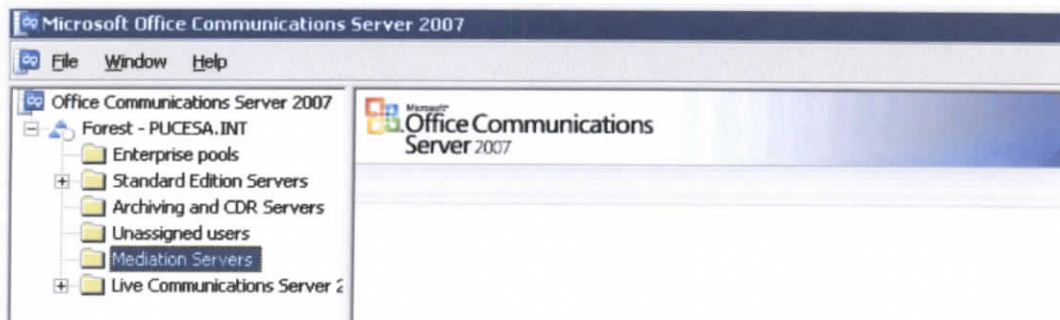 Microsoft Office Communications Server 2007
File Window Help
Office Communications Server 2007
Forest - PUCESA.INT
Enterprise pools
Standard Edition Servers
Archiving and CDR Servers
Unassigned users
Mediation Servers
Live Communications Server 2
Microsoft
Office Communications
Server 2007